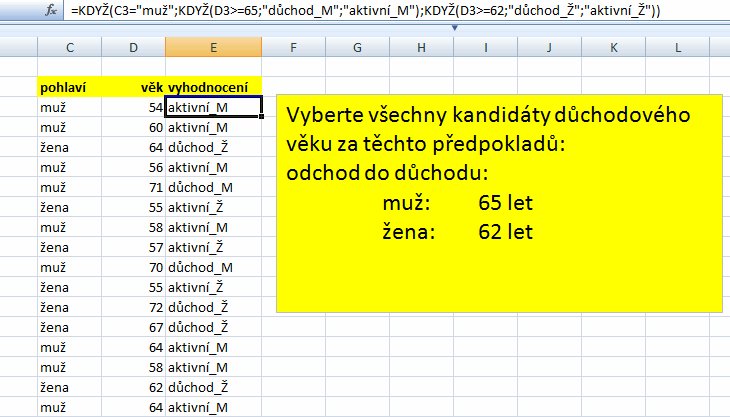 fx =KDYŽ(C3="muž";KDYŽ(D3>=65;"důchod_M";"aktivní_M");KDYŽ(D3>=62;"důchod_Ž";"aktivní_Ž"))
C D E F G H I J K L
pohlaví věk vyhodnocení
muž 54 aktivní_M
muž 60 aktivní_M
žena 64 důchod_Ž
muž 56 aktivní_M
muž 71 důchod_M
žena 55 aktivní_Ž
muž 58 aktivní_M
žena 57 aktivní_Ž
muž 70 důchod_M
žena 55 aktivní_Ž
žena 72 důchod_Ž
žena 67 důchod_Ž
muž 64 aktivní_M
muž 58 aktivní_M
žena 62 důchod_Ž
muž 64 aktivní_M
Vyberte všechny kandidáty důchodového
věku za těchto předpokladů:
odchod do důchodu:
muž: 65 let
žena: 62 let